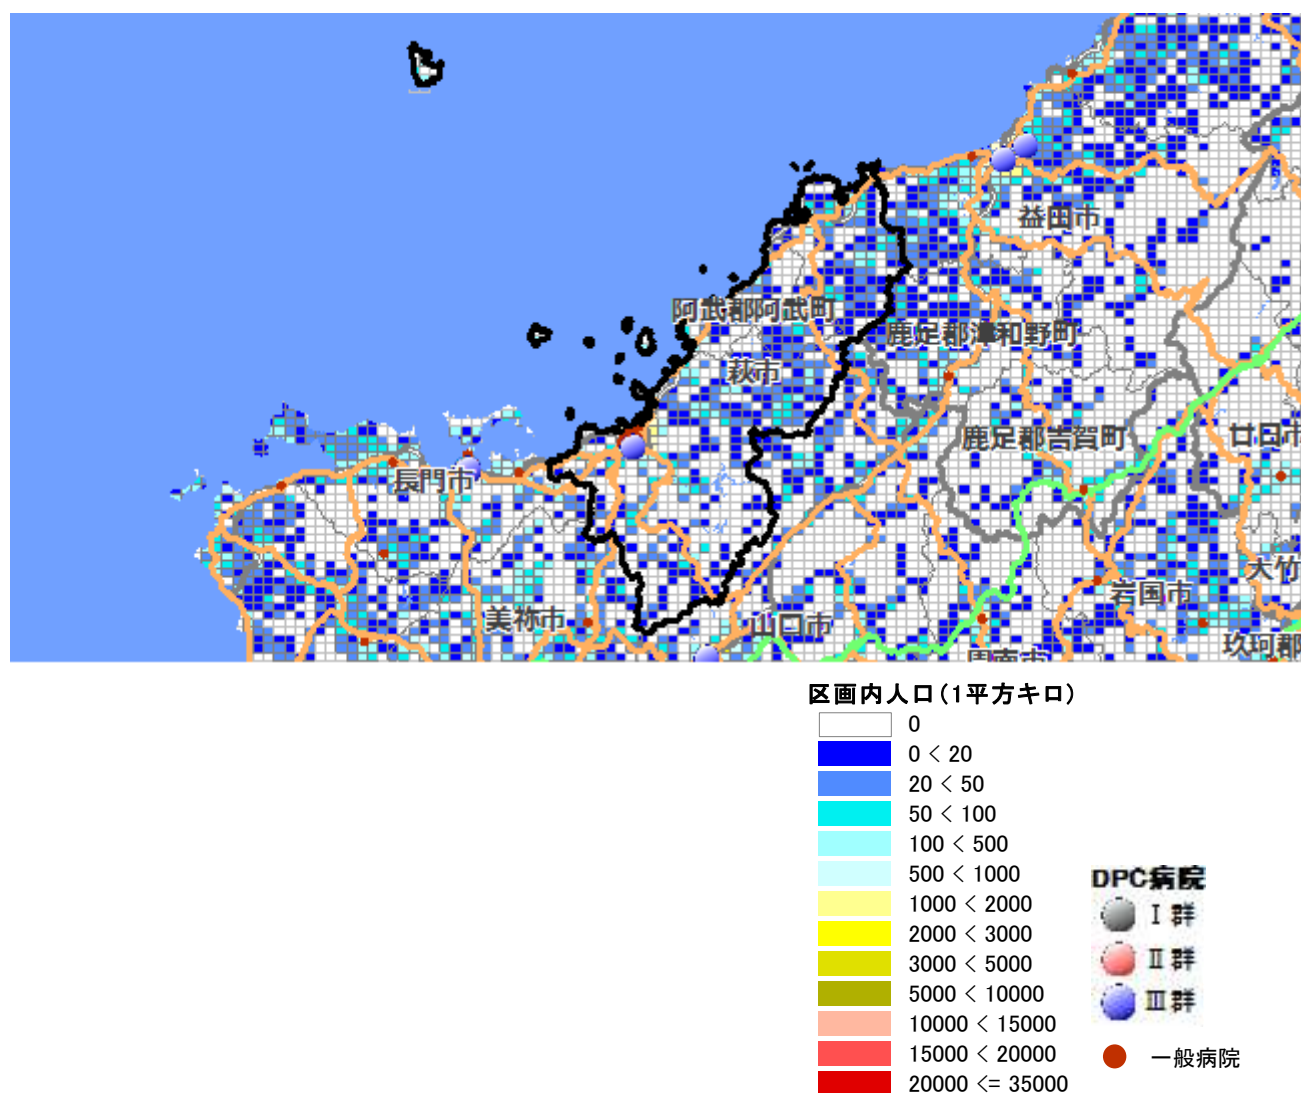 益田市
阿武郡阿武町
鹿足郡津和野町
萩市
鹿足郡吉賀町
廿日市
長門市
大竹
岩国市
美祢市
山口市
玖珂郡
周南市
区画内人口(1平方キロ)
0
0 < 20
20 < 50
50 < 100
100 < 500
500 < 1000
1000 < 2000
2000 < 3000
3000 < 5000
5000 < 10000
10000 < 15000
15000 < 20000
20000 <= 35000
DPC病院
Ⅰ群
Ⅱ群
Ⅲ群
一般病院